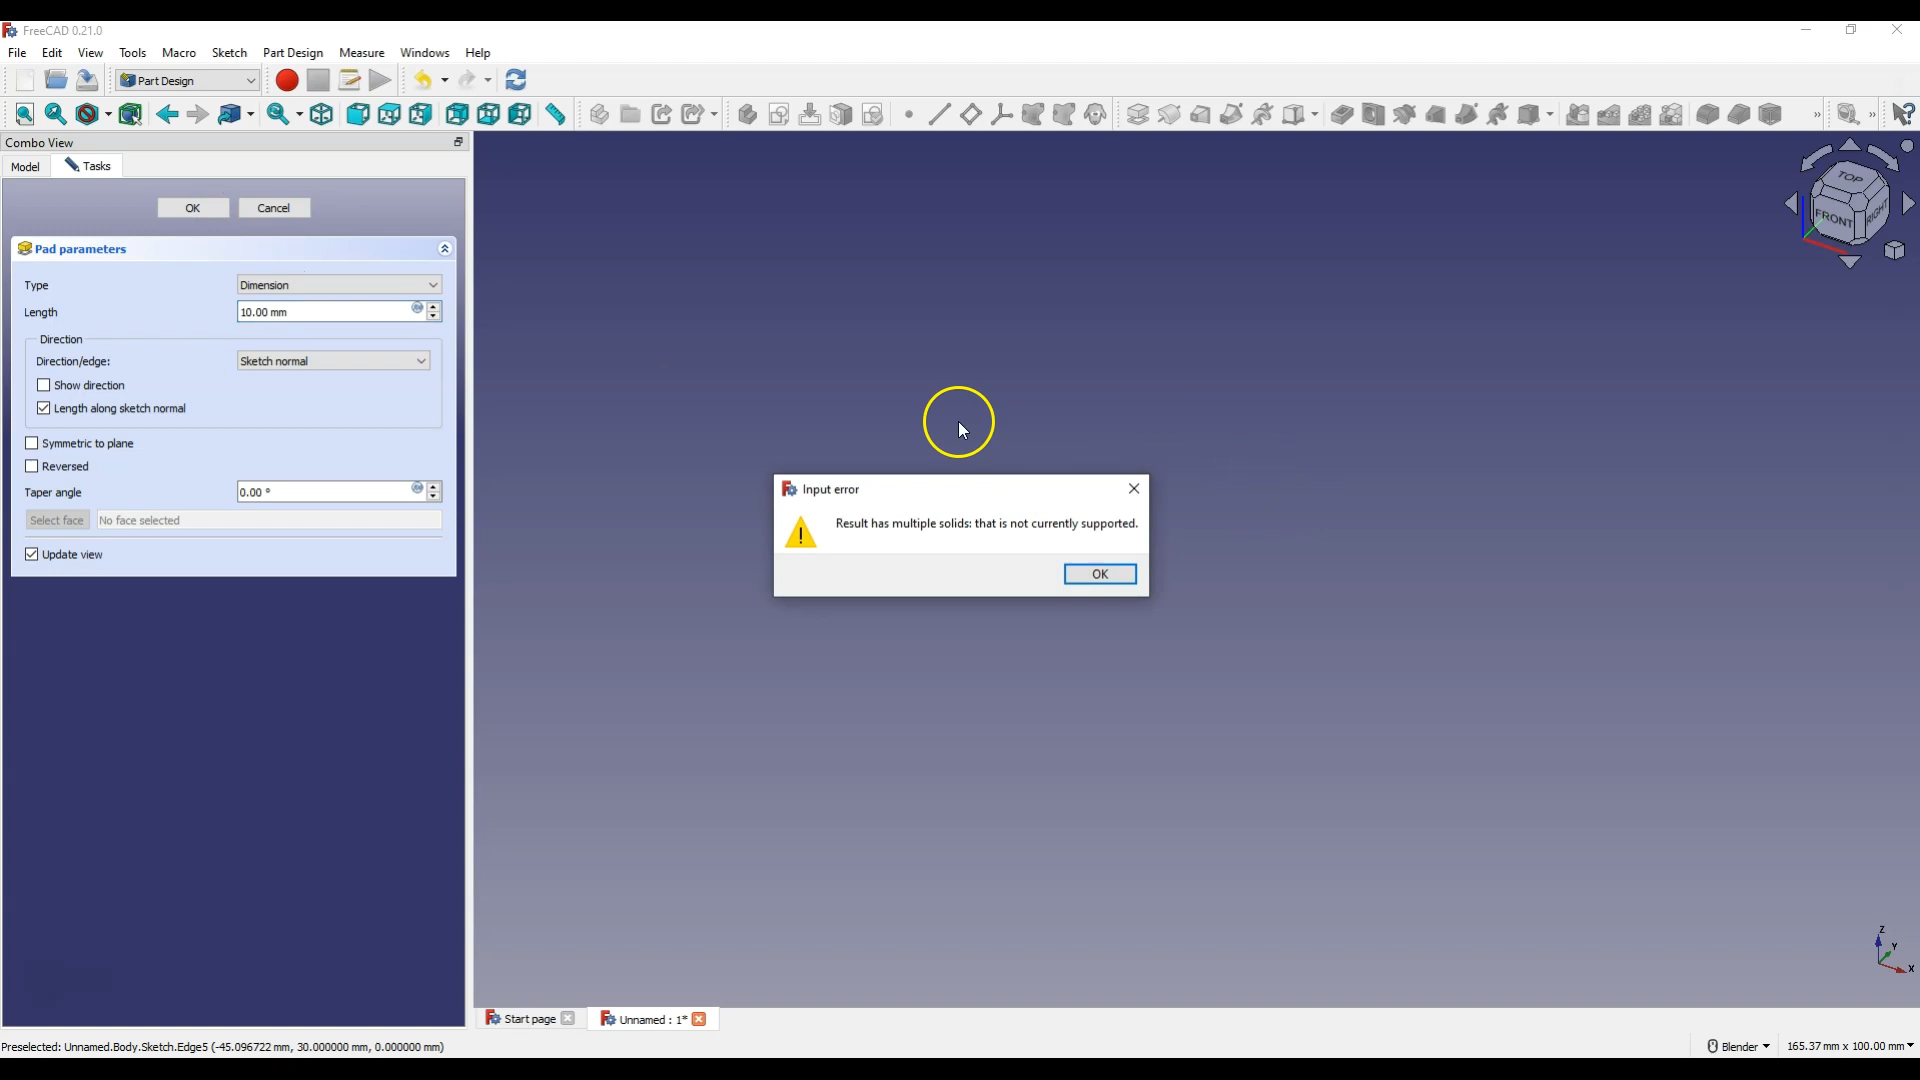 FreeCAD 0.21.0
File Edit View Tools Macro Sketch Part Design Measure Windows Help
Part Design
Combo View
Model Tasks
OK Cancel
Pad parameters
Type Dimension
Length 10.00 mm
Direction
Direction/edge: Sketch normal
Show direction
Length along sketch normal
Symmetric to plane
Reversed
Taper angle 0.00 °
Select face No face selected
Update view
TOP
FRONT RIGHT
Input error
Result has multiple solids: that is not currently supported.
OK
Z
Y
X
Start page Unnamed : 1*
Preselected: Unnamed.Body.Sketch.Edge5 (-45.096722 mm, 30.000000 mm, 0.000000 mm)
Blender 165.37 mm x 100.00 mm